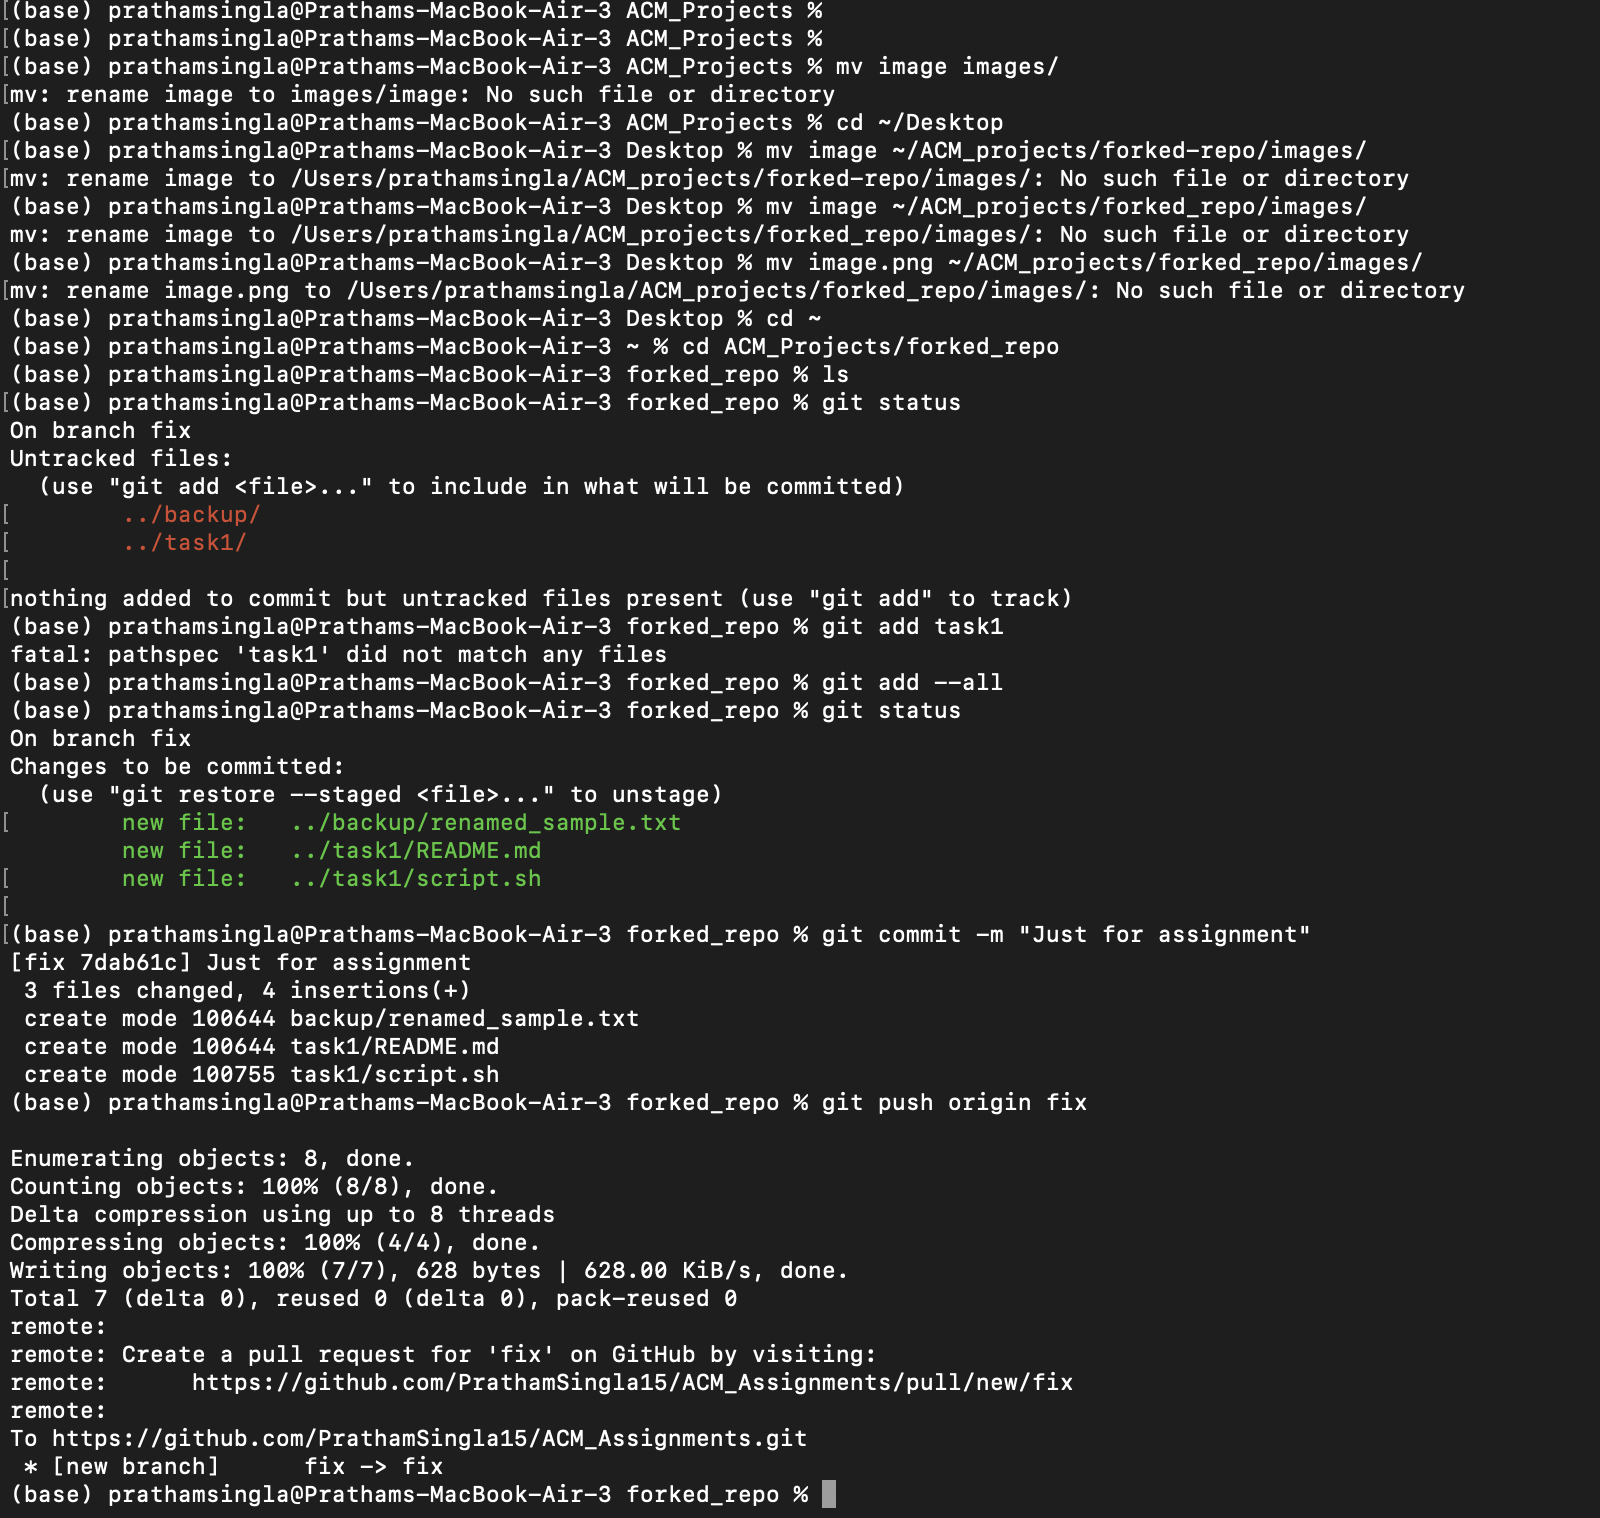 [(base) prathamsingla@Prathams-MacBook-Air-3 ACM_Projects %
[(base) prathamsingla@Prathams-MacBook-Air-3 ACM_Projects %
[(base) prathamsingla@Prathams-MacBook-Air-3 ACM_Projects % mv image images/
[mv: rename image to images/image: No such file or directory
(base) prathamsingla@Prathams-MacBook-Air-3 ACM_Projects % cd ~/Desktop
[(base) prathamsingla@Prathams-MacBook-Air-3 Desktop % mv image ~/ACM_projects/forked-repo/images/
[mv: rename image to /Users/prathamsingla/ACM_projects/forked-repo/images/: No such file or directory
(base) prathamsingla@Prathams-MacBook-Air-3 Desktop % mv image ~/ACM_projects/forked_repo/images/
mv: rename image to /Users/prathamsingla/ACM_projects/forked_repo/images/: No such file or directory
(base) prathamsingla@Prathams-MacBook-Air-3 Desktop % mv image.png ~/ACM_projects/forked_repo/images/
[mv: rename image.png to /Users/prathamsingla/ACM_projects/forked_repo/images/: No such file or directory
(base) prathamsingla@Prathams-MacBook-Air-3 Desktop % cd ~
(base) prathamsingla@Prathams-MacBook-Air-3 ~ % cd ACM_Projects/forked_repo
(base) prathamsingla@Prathams-MacBook-Air-3 forked_repo % ls
[(base) prathamsingla@Prathams-MacBook-Air-3 forked_repo % git status
On branch fix
Untracked files:
  (use "git add <file>..." to include in what will be committed)
[        ../backup/
[        ../task1/
[
[nothing added to commit but untracked files present (use "git add" to track)
(base) prathamsingla@Prathams-MacBook-Air-3 forked_repo % git add task1
fatal: pathspec 'task1' did not match any files
(base) prathamsingla@Prathams-MacBook-Air-3 forked_repo % git add --all
(base) prathamsingla@Prathams-MacBook-Air-3 forked_repo % git status
On branch fix
Changes to be committed:
  (use "git restore --staged <file>..." to unstage)
[        new file:   ../backup/renamed_sample.txt
        new file:   ../task1/README.md
[        new file:   ../task1/script.sh
[
[(base) prathamsingla@Prathams-MacBook-Air-3 forked_repo % git commit -m "Just for assignment"
[fix 7dab61c] Just for assignment
 3 files changed, 4 insertions(+)
 create mode 100644 backup/renamed_sample.txt
 create mode 100644 task1/README.md
 create mode 100755 task1/script.sh
(base) prathamsingla@Prathams-MacBook-Air-3 forked_repo % git push origin fix
Enumerating objects: 8, done.
Counting objects: 100% (8/8), done.
Delta compression using up to 8 threads
Compressing objects: 100% (4/4), done.
Writing objects: 100% (7/7), 628 bytes | 628.00 KiB/s, done.
Total 7 (delta 0), reused 0 (delta 0), pack-reused 0
remote:
remote: Create a pull request for 'fix' on GitHub by visiting:
remote:      https://github.com/PrathamSingla15/ACM_Assignments/pull/new/fix
remote:
To https://github.com/PrathamSingla15/ACM_Assignments.git
 * [new branch]      fix -> fix
(base) prathamsingla@Prathams-MacBook-Air-3 forked_repo %